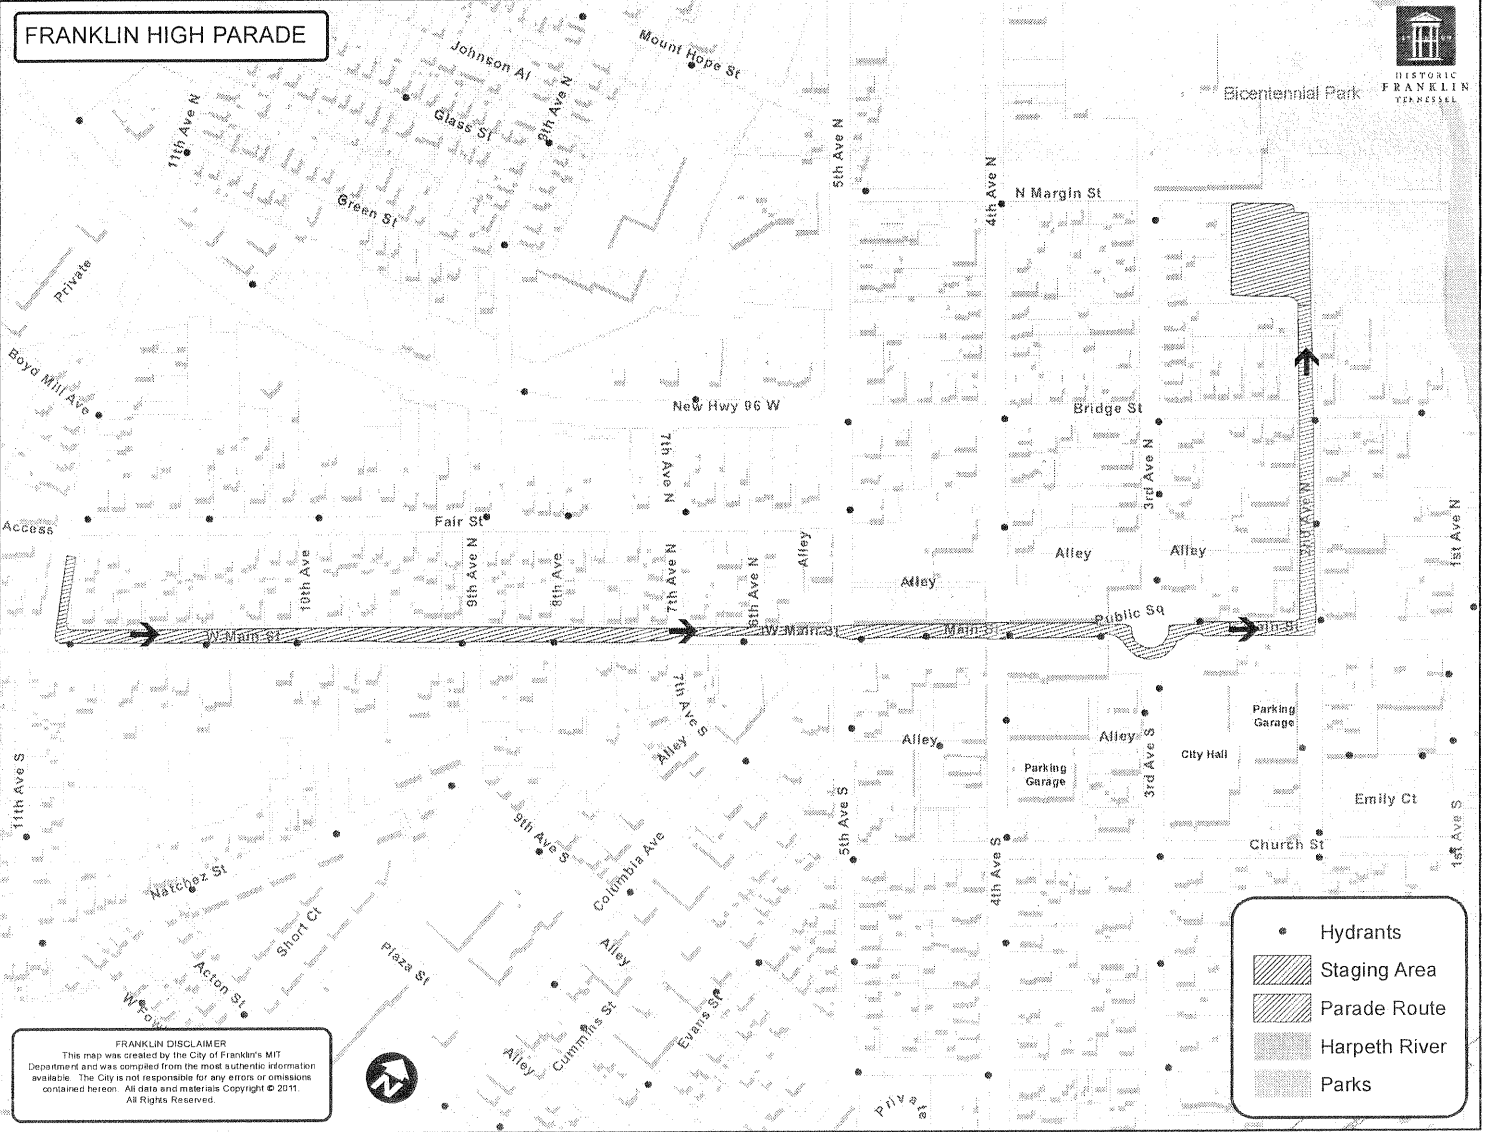 FRANKLIN HIGH PARADE
HISTORIC
FRANKLIN
TENNESSEE
Johnson Al
Mount Hope St
Bicentennial Park
11th Ave N
Glass St
9th Ave N
5th Ave N
4th Ave N
N Margin St
Green St
Private
Boyd Mill Ave
New Hwy 96 W
Bridge St
7th Ave N
3rd Ave N
2nd Ave N
1st Ave N
Access
Fair St
10th Ave
9th Ave N
8th Ave
7th Ave N
6th Ave N
Alley
Alley
Alley
Alley
Public Sq
W Main St
W Main St
Main St
Main St
7th Ave S
Alley
Alley
Alley
Parking
Garage
City Hall
Parking
Garage
11th Ave S
5th Ave S
3rd Ave S
Emily Ct
1st Ave S
9th Ave S
Columbia Ave
4th Ave S
Church St
Natchez St
Short Ct
Acton St
Plaza St
Alley
W Fow
Alley
Cummins St
Evans St
N
Hydrants
Staging Area
Parade Route
Harpeth River
Parks
FRANKLIN DISCLAIMER
This map was created by the City of Franklin's MIT
Department and was compiled from the most authentic information
available. The City is not responsible for any errors or omissions
contained hereon. All data and materials Copyright © 2011.
All Rights Reserved.